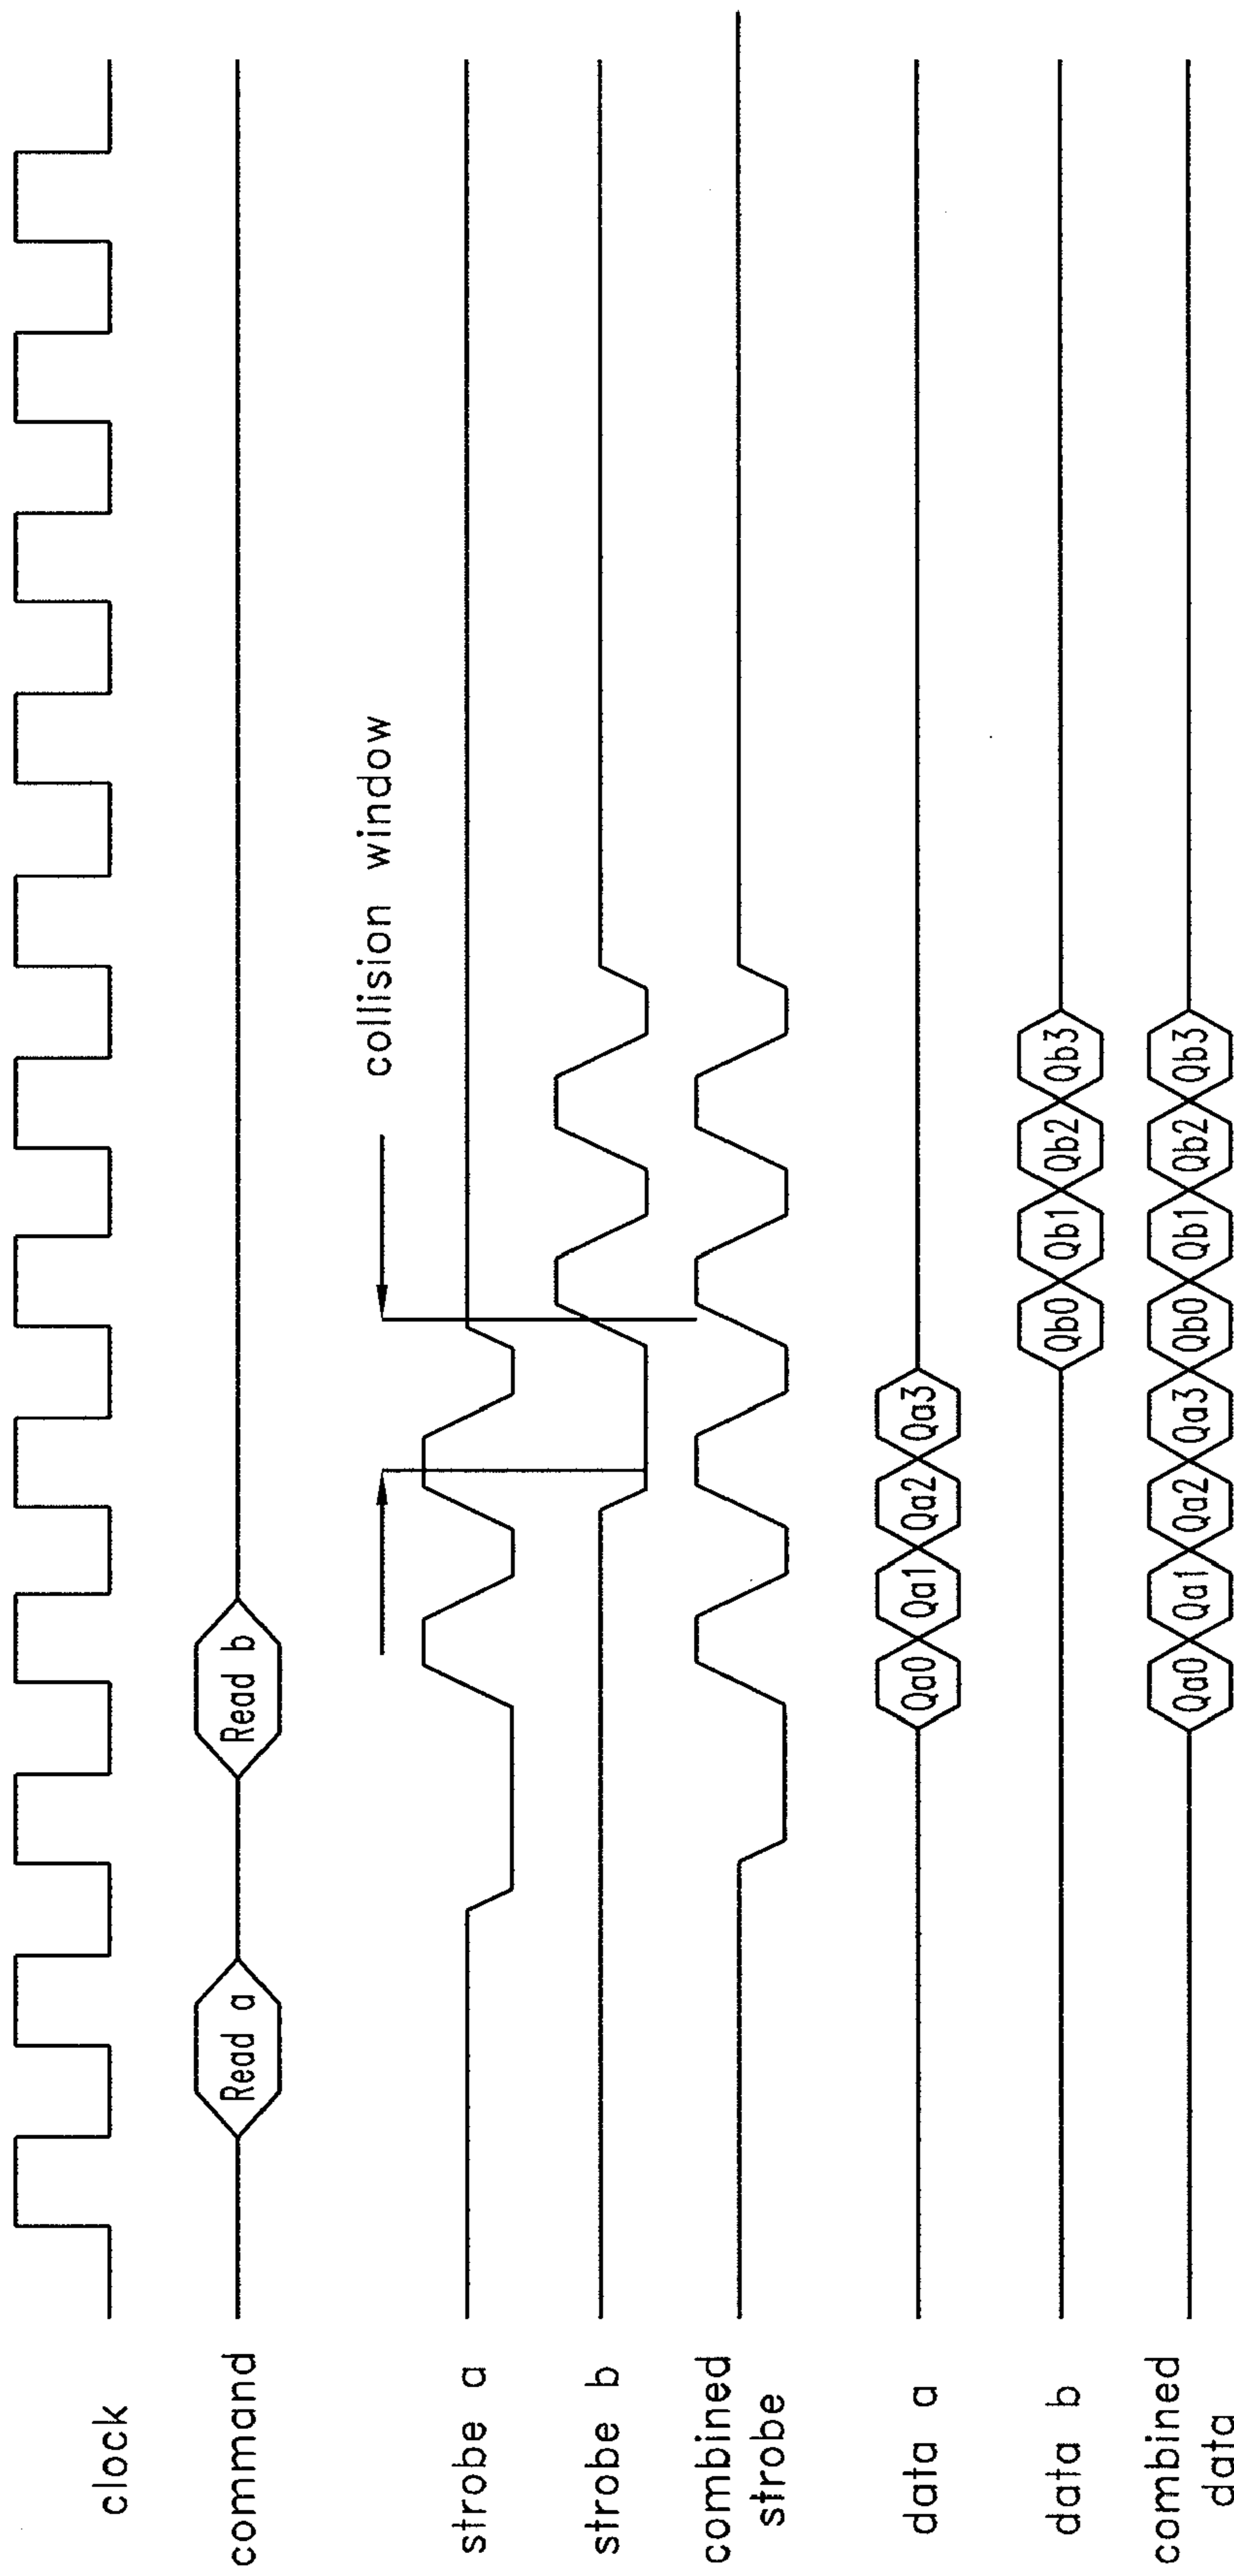 clock
command
Read a
Read b
collision window
strobe a
strobe b
combined
strobe
data a
Qa0 Qa1 Qa2 Qa3
data b
Qb0 Qb1 Qb2 Qb3
combined
data
Qa0 Qa1 Qa2 Qa3 Qb0 Qb1 Qb2 Qb3